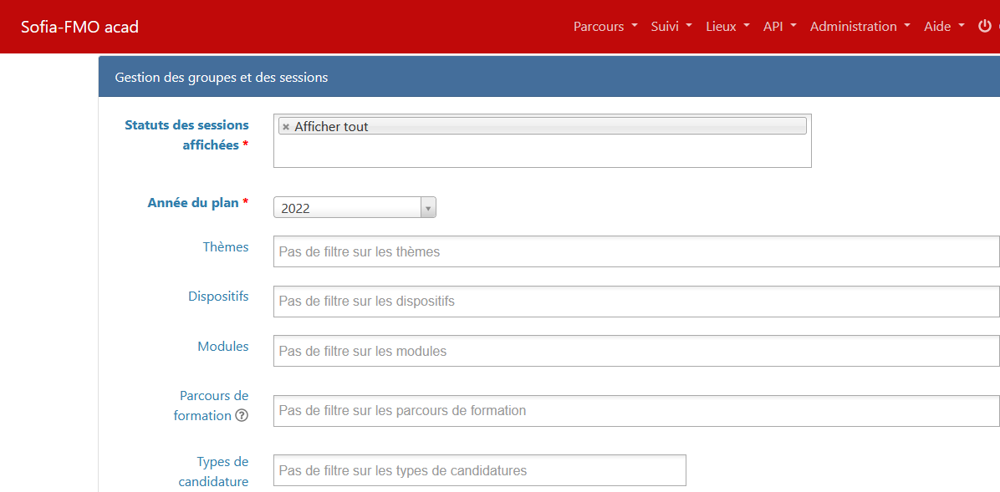 Sofia-FMO acad
Parcours Suivi Lieux API Administration Aide
Gestion des groupes et des sessions
Statuts des sessions
affichées *
× Afficher tout
Année du plan *
2022
Thèmes
Pas de filtre sur les thèmes
Dispositifs
Pas de filtre sur les dispositifs
Modules
Pas de filtre sur les modules
Parcours de
formation ?
Pas de filtre sur les parcours de formation
Types de
candidature
Pas de filtre sur les types de candidatures